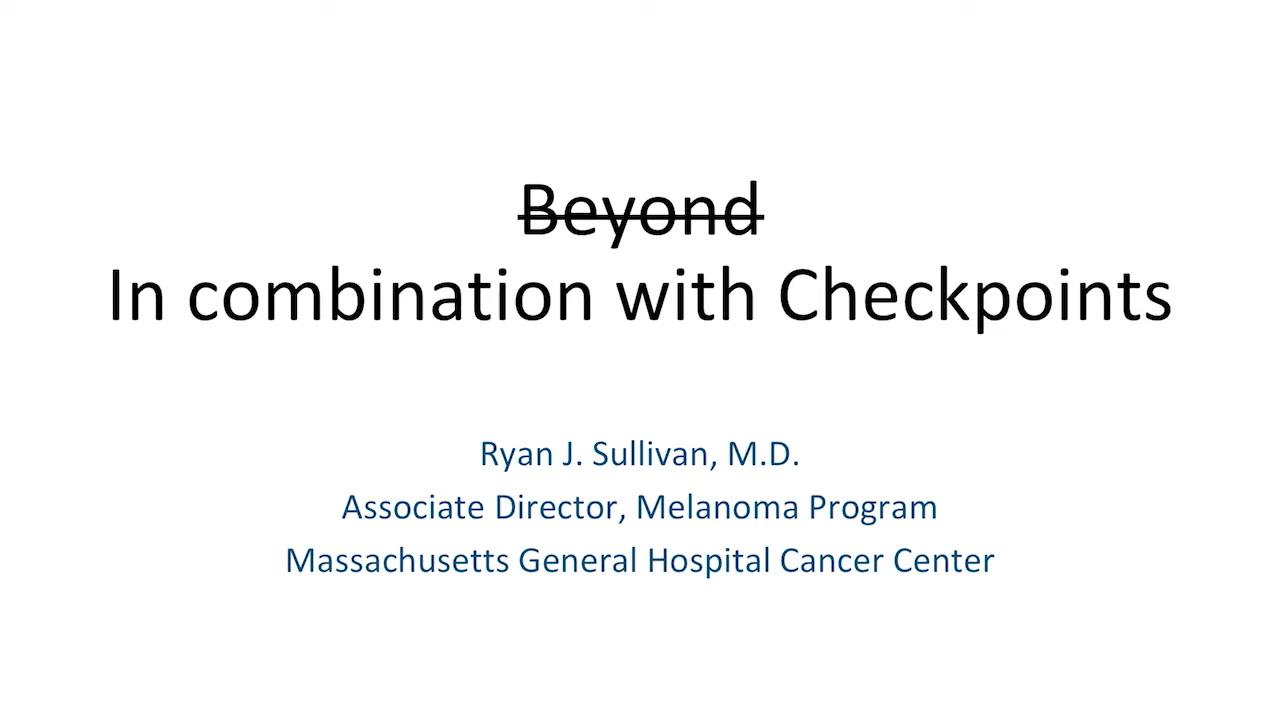 Beyond
In combination with Checkpoints
Ryan J. Sullivan, M.D.
Associate Director, Melanoma Program
Massachusetts General Hospital Cancer Center